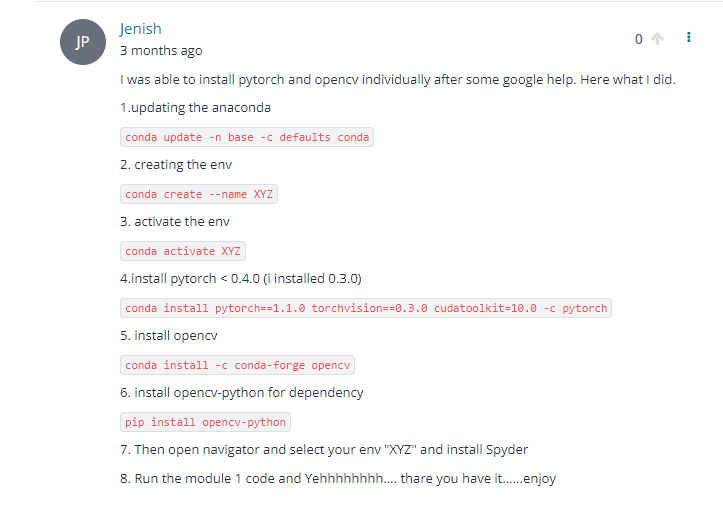 JP
Jenish
3 months ago
0
I was able to install pytorch and opencv individually after some google help. Here what I did.
1.updating the anaconda
conda update -n base -c defaults conda
2. creating the env
conda create --name XYZ
3. activate the env
conda activate XYZ
4.install pytorch < 0.4.0 (i installed 0.3.0)
conda install pytorch==1.1.0 torchvision==0.3.0 cudatoolkit=10.0 -c pytorch
5. install opencv
conda install -c conda-forge opencv
6. install opencv-python for dependency
pip install opencv-python
7. Then open navigator and select your env "XYZ" and install Spyder
8. Run the module 1 code and Yehhhhhhhh.... thare you have it......enjoy